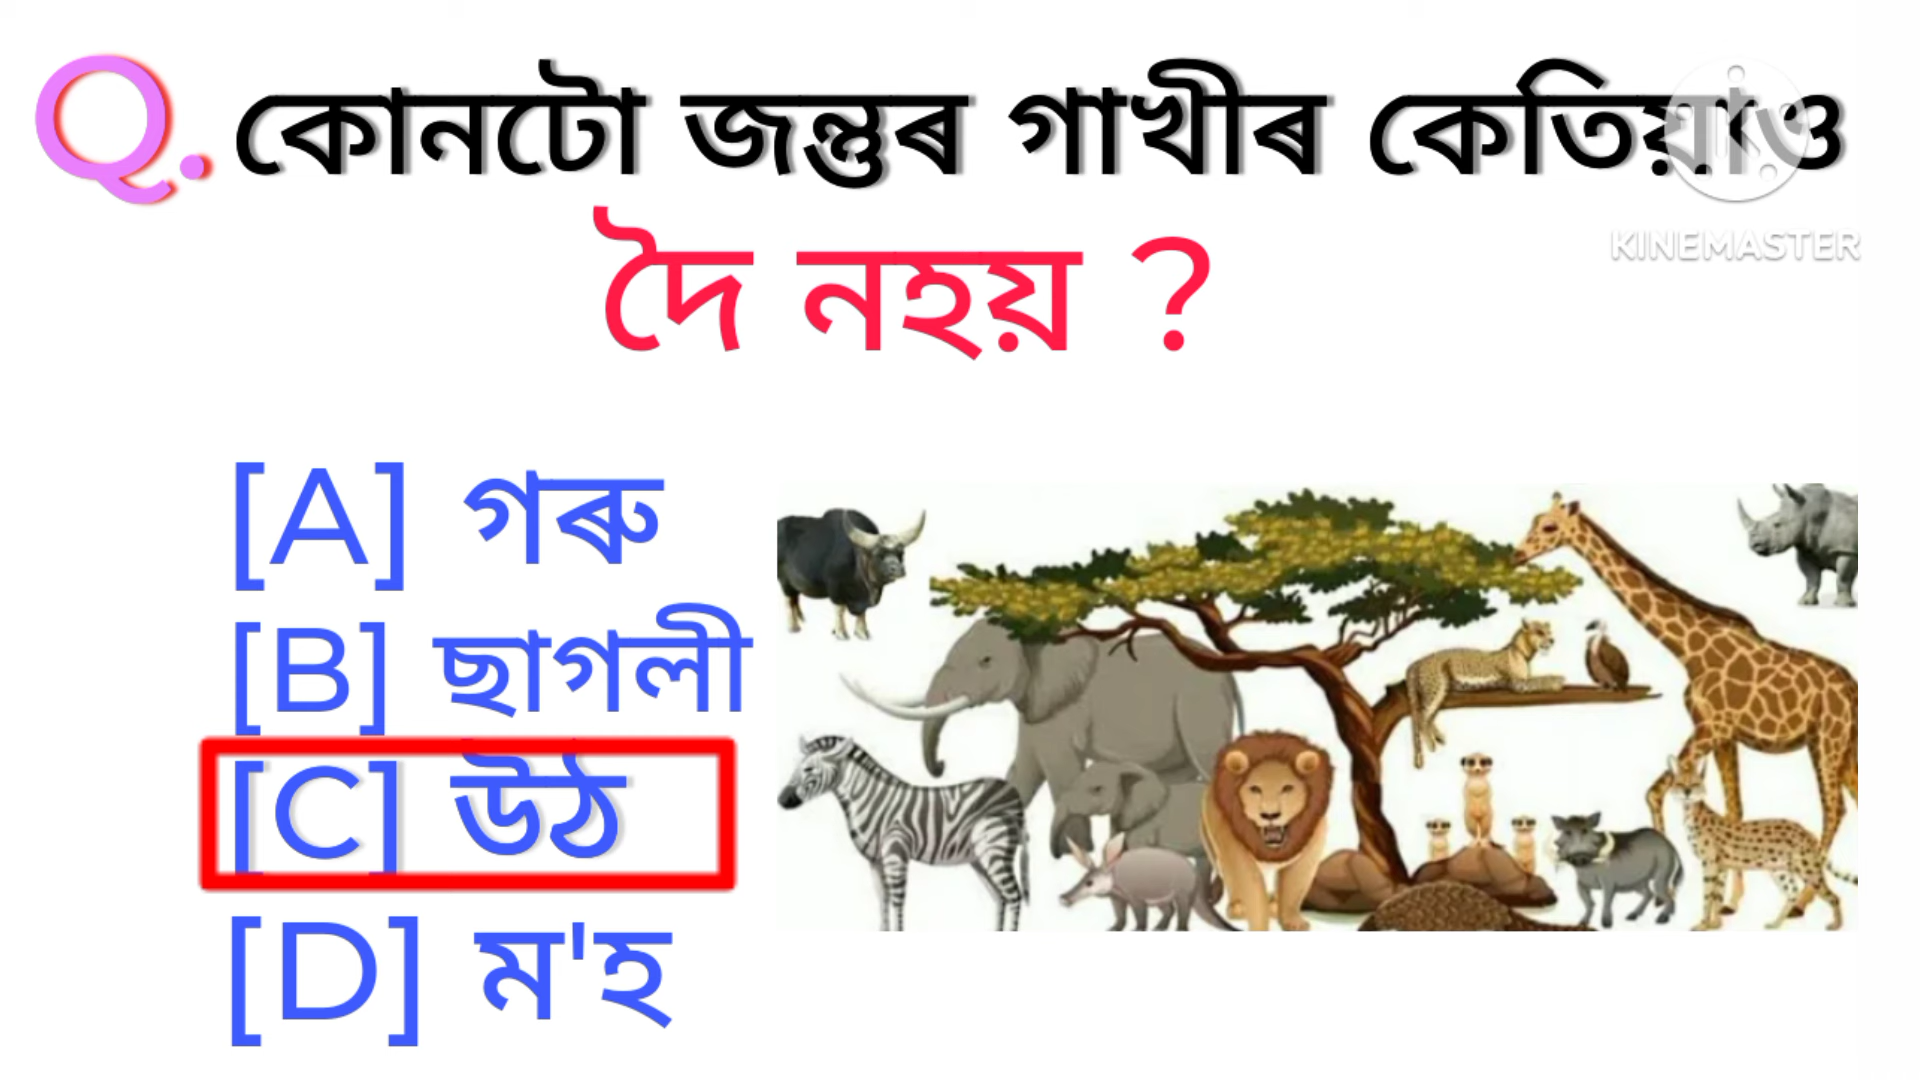 Q. কোনটো জন্তুৰ গাখীৰ কেতিয়াও
দৈ নহয় ?
KINEMASTER
[A] গৰু
[B] ছাগলী
[C] উঠ
[D] ম'হ